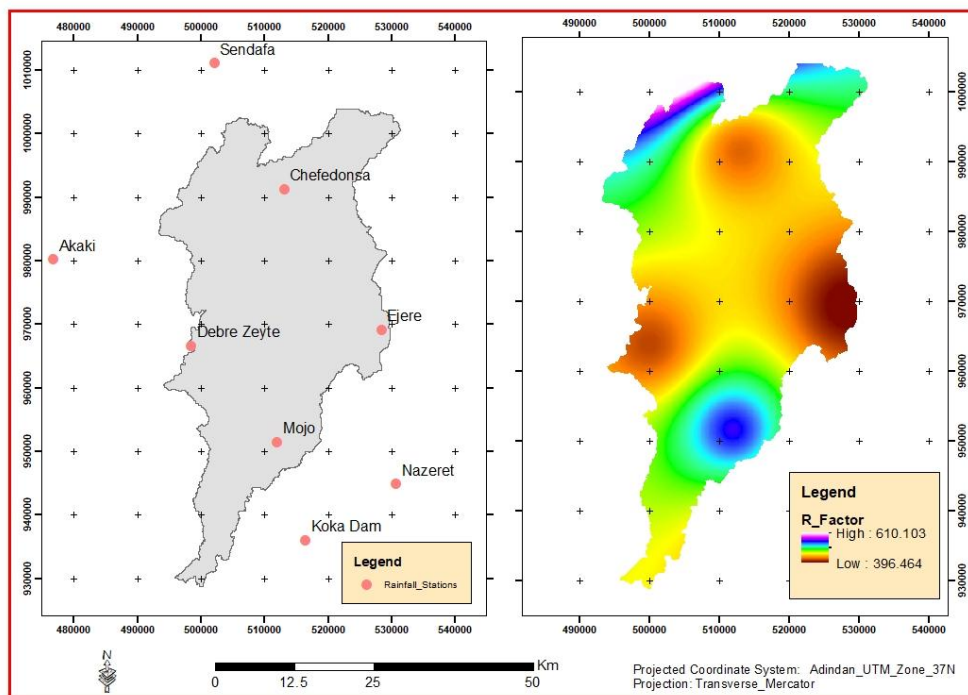 480000 490000 500000 510000 520000 530000 540000
490000 500000 510000 520000 530000 540000
Sendafa
1010000
1000000
1000000
Chefedonsa
990000
990000
Akaki
980000
980000
Ejere
970000
970000
Debre Zeyte
960000
960000
Mojo
950000
950000
Nazeret
940000
940000
Koka Dam
930000
930000
Legend
Rainfall_Stations
Legend
R_Factor
High : 610.103
Low : 396.464
480000 490000 500000 510000 520000 530000 540000
490000 500000 510000 520000 530000 540000
N
Km
0 12.5 25 50
Projected Coordinate System: Adindan_UTM_Zone_37N
Projection: Transverse_Mercator